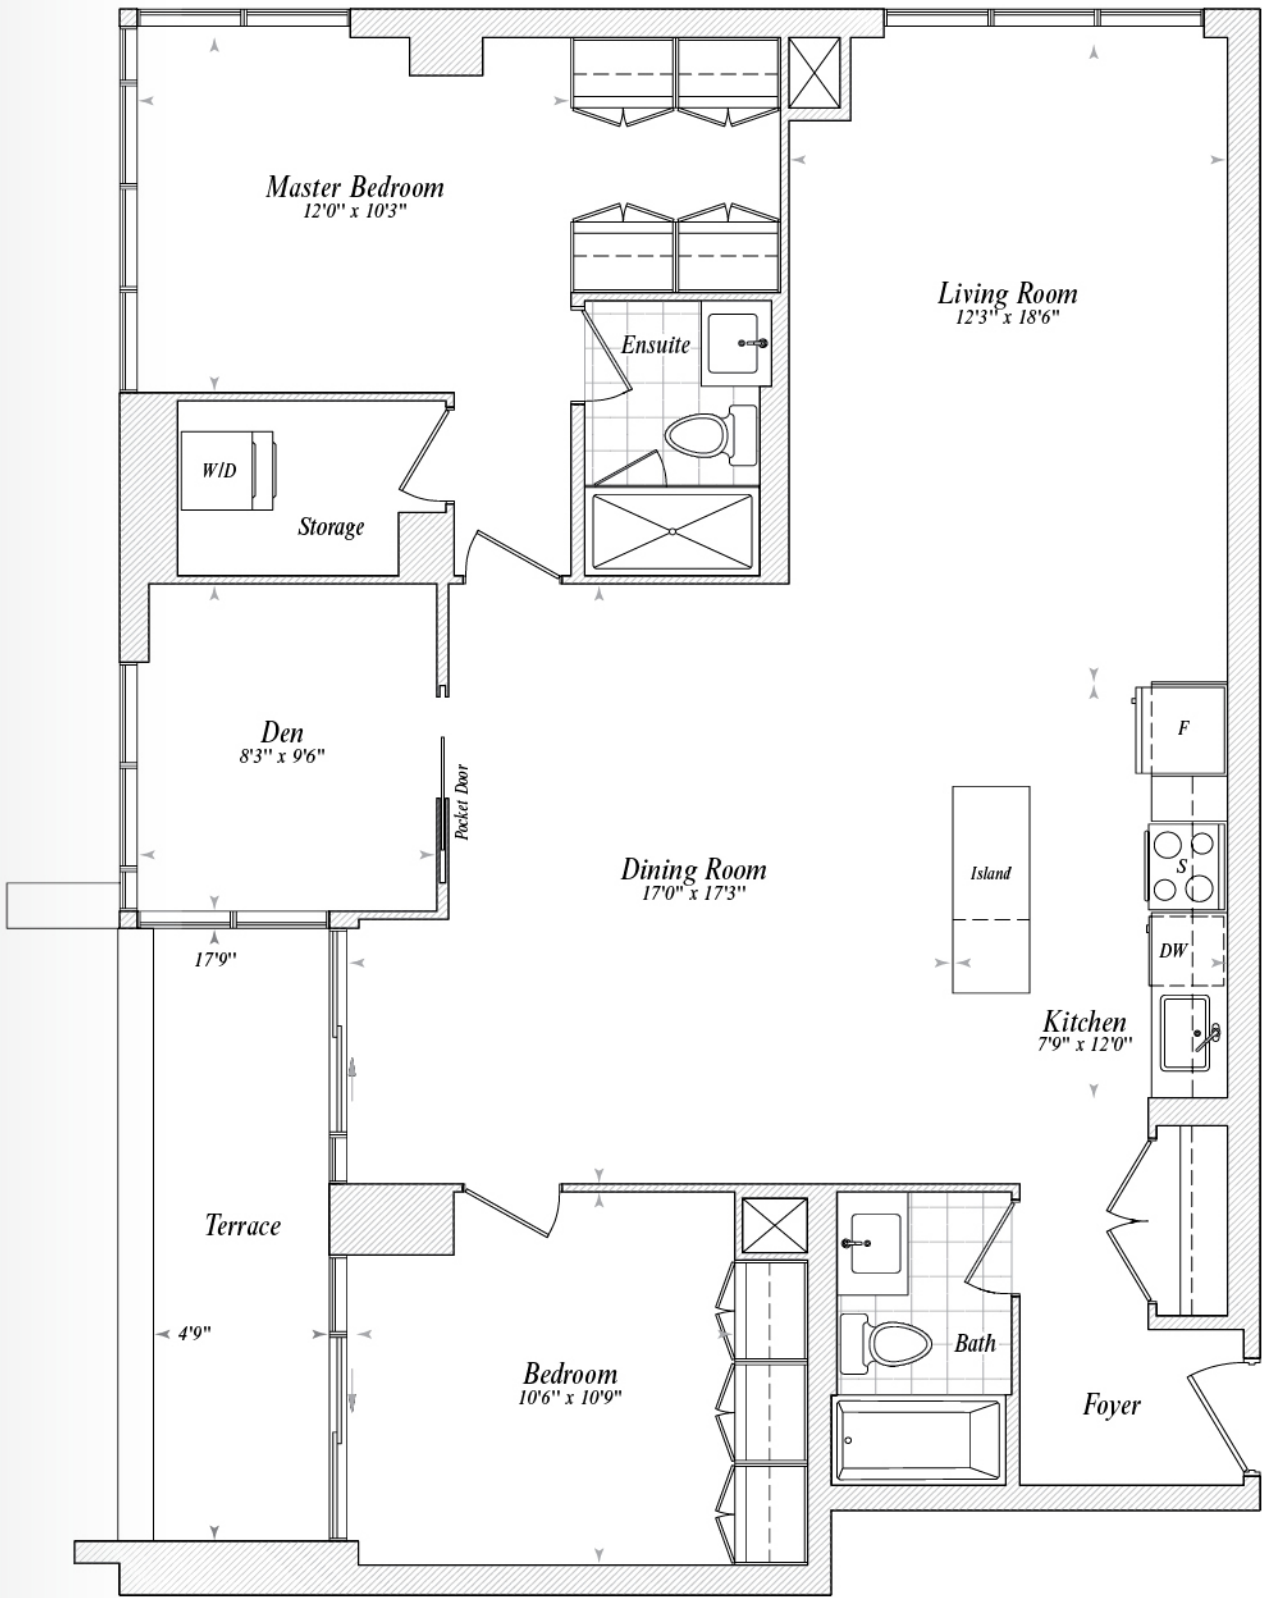 Master Bedroom
12'0" x 10'3"
Living Room
12'3" x 18'6"
Ensuite
W/D
Storage
Den
8'3" x 9'6"
Pocket Door
F
Dining Room
17'0" x 17'3"
Island
S
DW
17'9"
Kitchen
7'9" x 12'0"
Terrace
4'9"
Bedroom
10'6" x 10'9"
Bath
Foyer